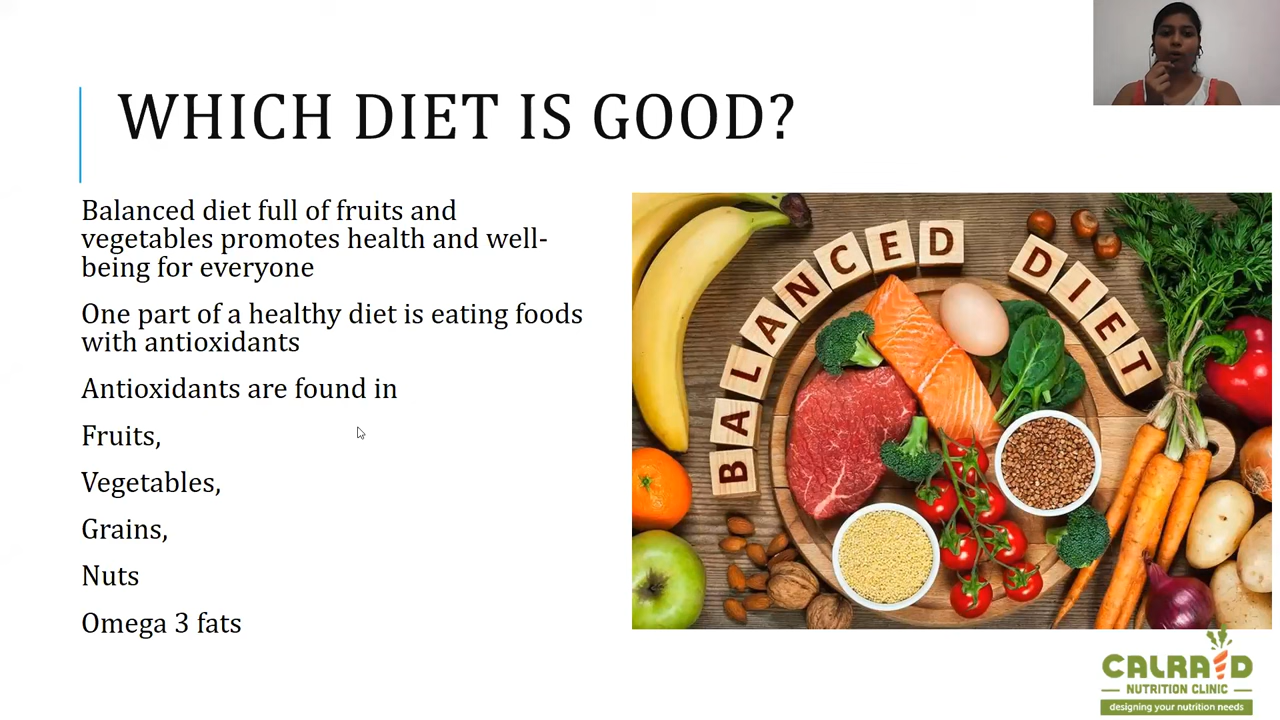 WHICH DIET IS GOOD?
Balanced diet full of fruits and
vegetables promotes health and well-
being for everyone
One part of a healthy diet is eating foods
with antioxidants
Antioxidants are found in
Fruits,
Vegetables,
Grains,
Nuts
Omega 3 fats
BALANCED DIET
CALRAID
NUTRITION CLINIC
designing your nutrition needs